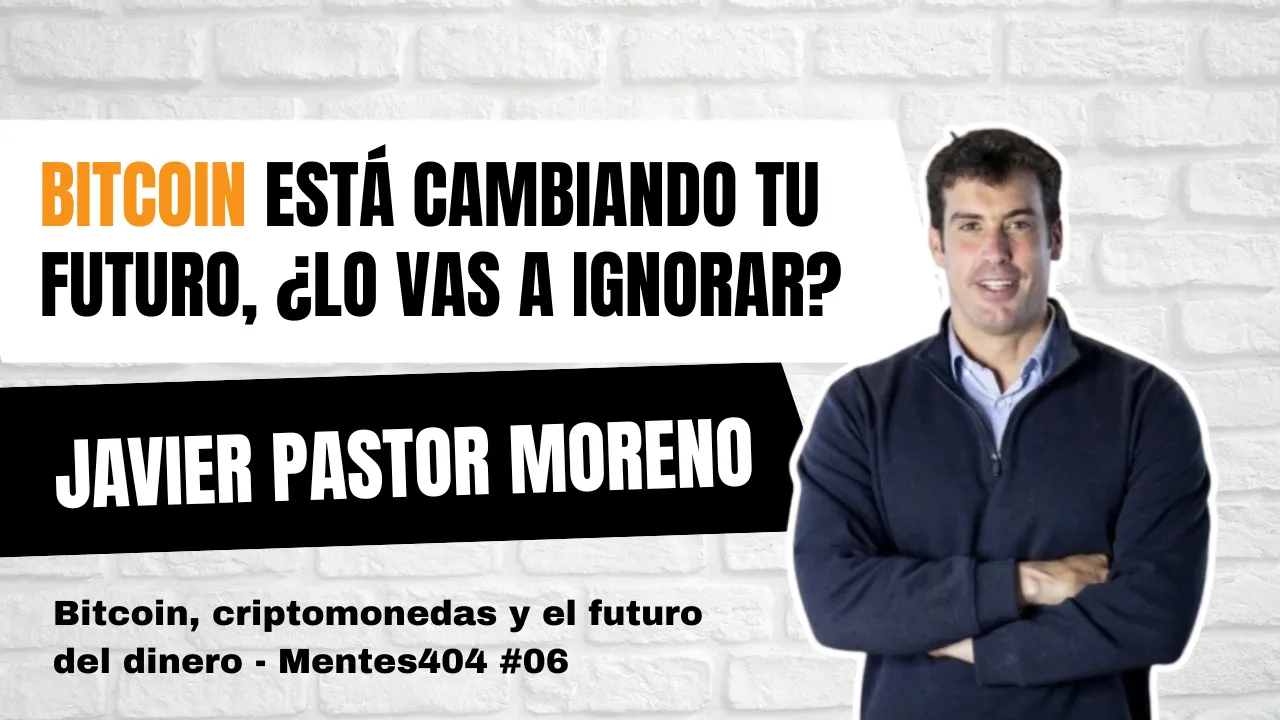 BITCOIN ESTÁ CAMBIANDO TU
FUTURO, ¿LO VAS A IGNORAR?
JAVIER PASTOR MORENO
Bitcoin, criptomonedas y el futuro
del dinero - Mentes404 #06